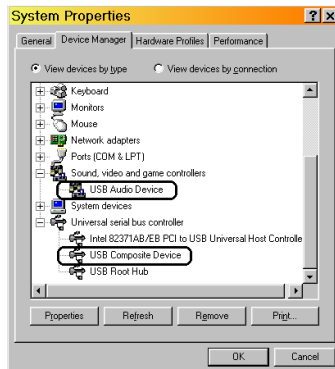 System Properties
General Device Manager Hardware Profiles Performance
View devices by type View devices by connection
Keyboard
Monitors
Mouse
Network adapters
Ports (COM & LPT)
Sound, video and game controllers
USB Audio Device
System devices
Universal serial bus controller
Intel 82371AB/EB PCI to USB Universal Host Controlle
USB Composite Device
USB Root Hub
Properties Refresh Remove Print...
OK Cancel